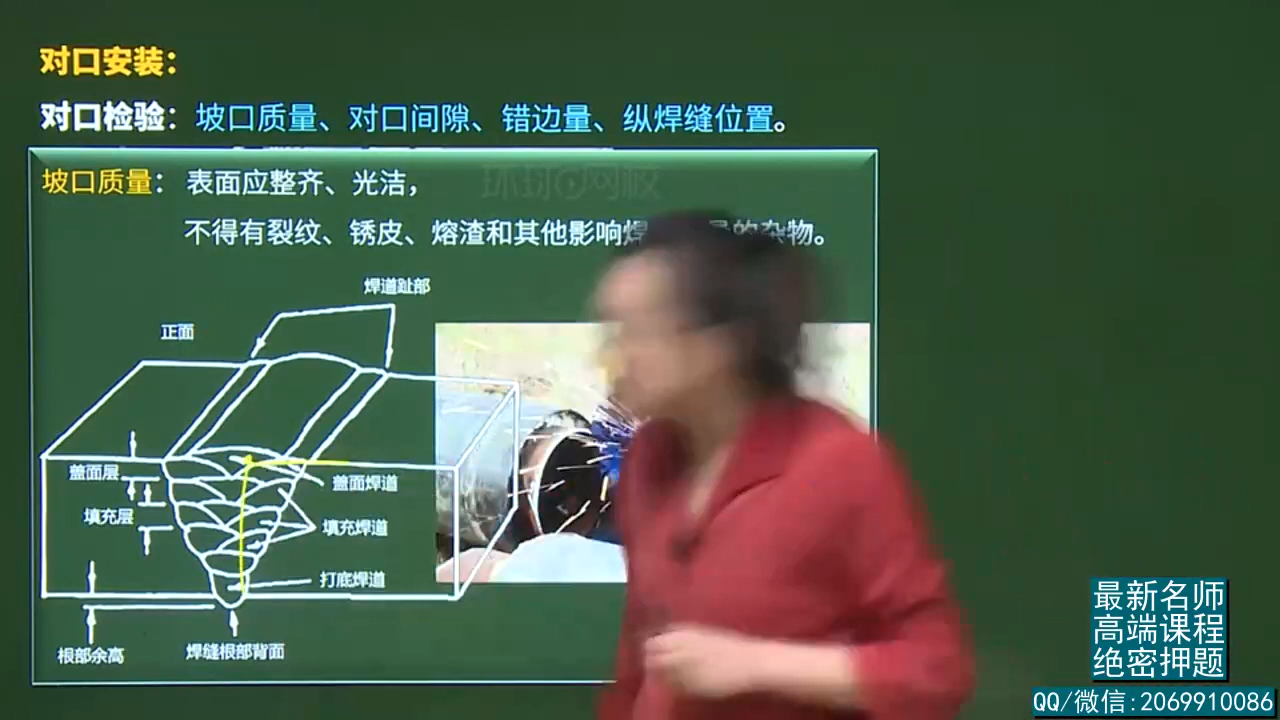 对口安装：
对口检验：坡口质量、对口间隙、错边量、纵焊缝位置。
坡口质量：表面应整齐、光洁，
环球网校
不得有裂纹、锈皮、熔渣和其他影响焊 的杂物。
焊道趾部
正面
盖面层
盖面焊道
填充层
填充焊道
打底焊道
根部余高
焊缝根部背面
最新名师
高端课程
绝密押题
QQ/微信:2069910086